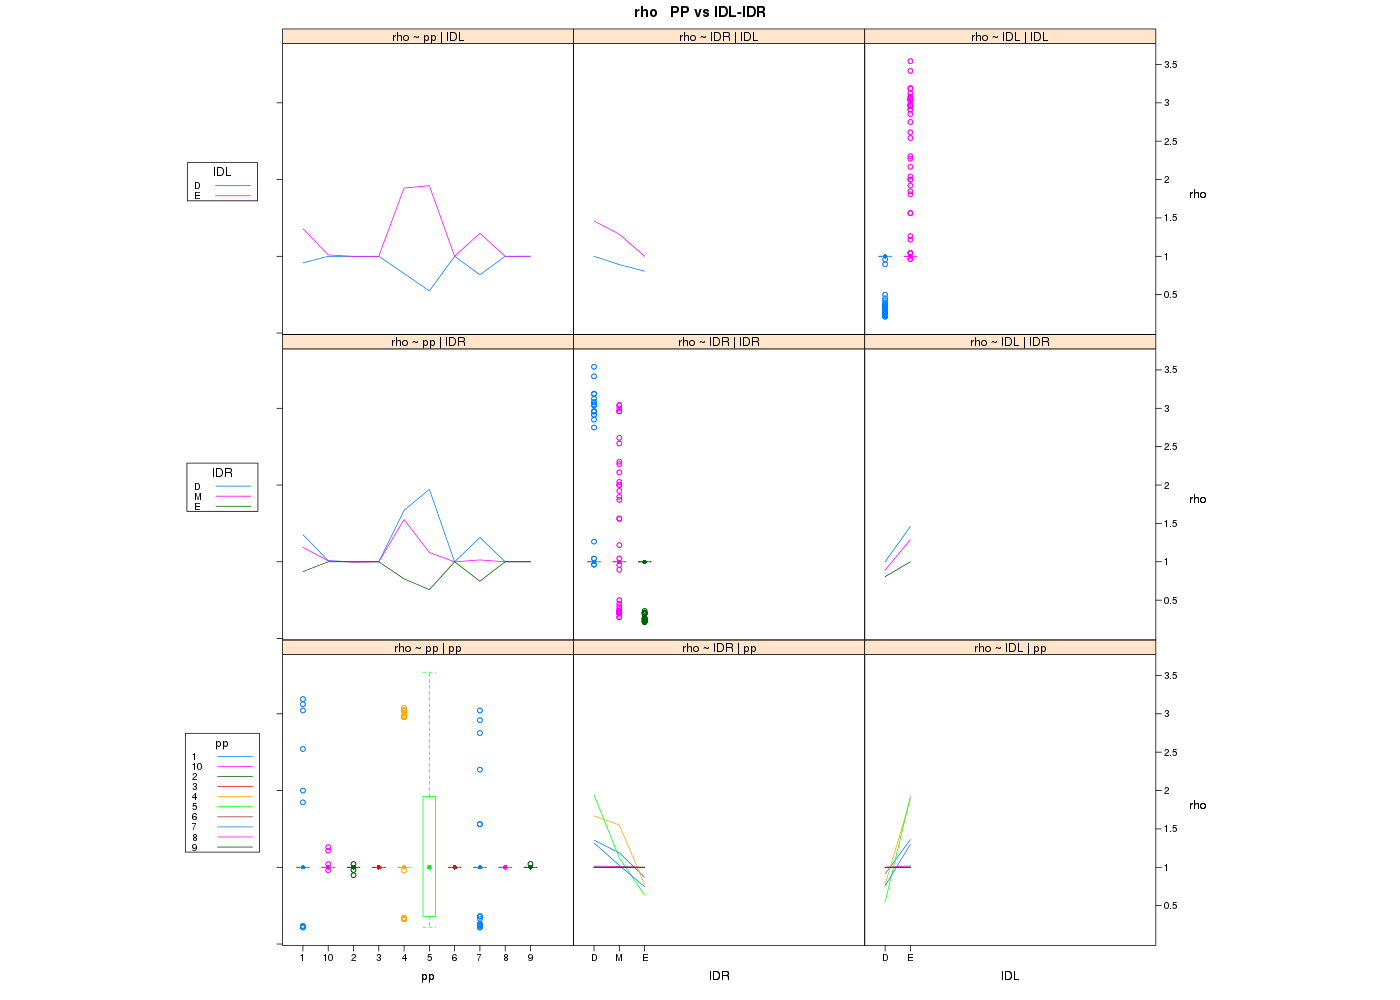 rho   PP vs IDL-IDR
rho ~ pp | IDL
rho ~ IDR | IDL
rho ~ IDL | IDL
3.5
3
2.5
2
1.5
1
0.5
rho
IDL
D
E
rho ~ pp | IDR
rho ~ IDR | IDR
rho ~ IDL | IDR
3.5
3
2.5
2
1.5
1
0.5
rho
IDR
D
M
E
rho ~ pp | pp
rho ~ IDR | pp
rho ~ IDL | pp
3.5
3
2.5
2
1.5
1
0.5
rho
pp
1
10
2
3
4
5
6
7
8
9
1 10 2 3 4 5 6 7 8 9
D M E
D E
pp
IDR
IDL